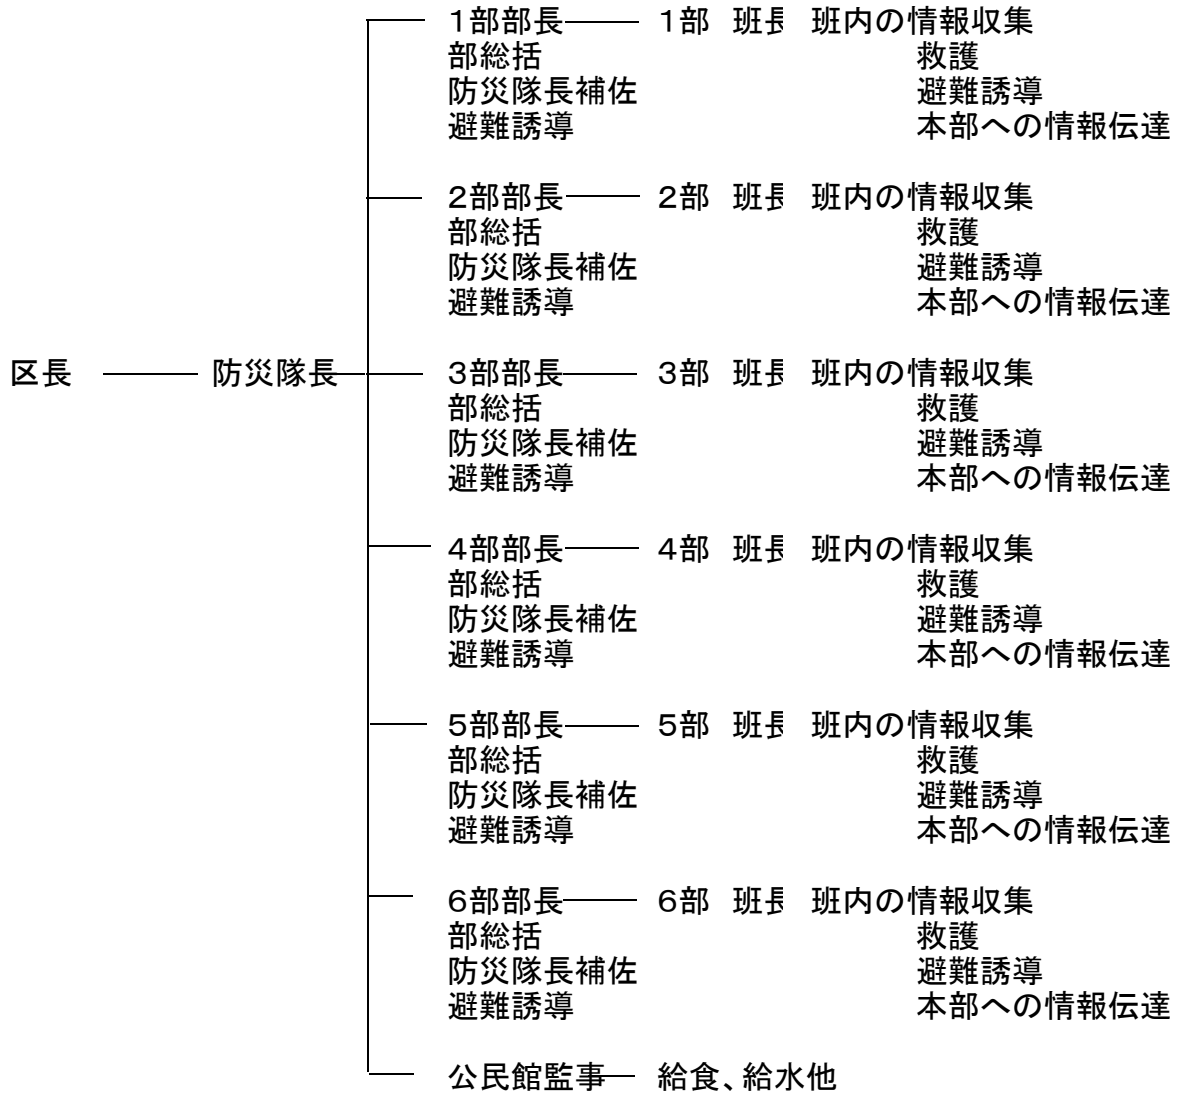 １部部長 １部 班長 班内の情報収集
部総括 救護
防災隊長補佐 避難誘導
避難誘導 本部への情報伝達
２部部長 ２部 班長 班内の情報収集
部総括 救護
防災隊長補佐 避難誘導
避難誘導 本部への情報伝達
区長 防災隊長 ３部部長 ３部 班長 班内の情報収集
部総括 救護
防災隊長補佐 避難誘導
避難誘導 本部への情報伝達
４部部長 ４部 班長 班内の情報収集
部総括 救護
防災隊長補佐 避難誘導
避難誘導 本部への情報伝達
５部部長 ５部 班長 班内の情報収集
部総括 救護
防災隊長補佐 避難誘導
避難誘導 本部への情報伝達
６部部長 ６部 班長 班内の情報収集
部総括 救護
防災隊長補佐 避難誘導
避難誘導 本部への情報伝達
公民館監事 給食、給水他